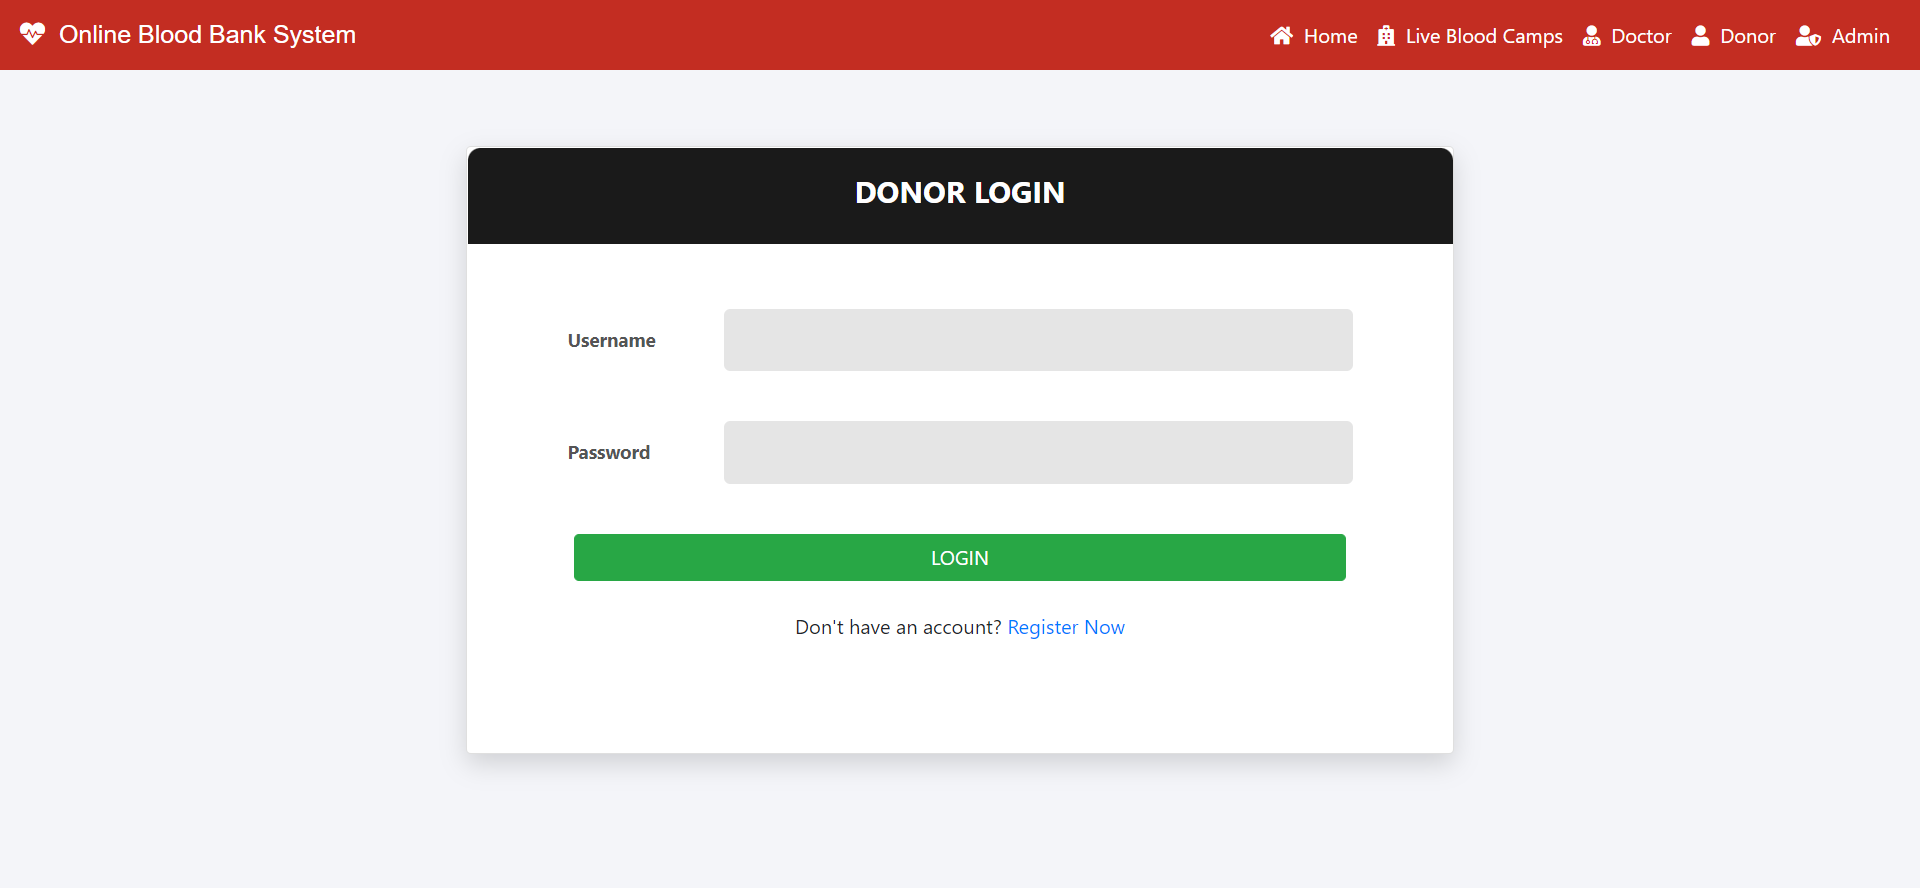 Online Blood Bank System
Home Live Blood Camps Doctor Donor Admin
DONOR LOGIN
Username
Password
LOGIN
Don't have an account? Register Now